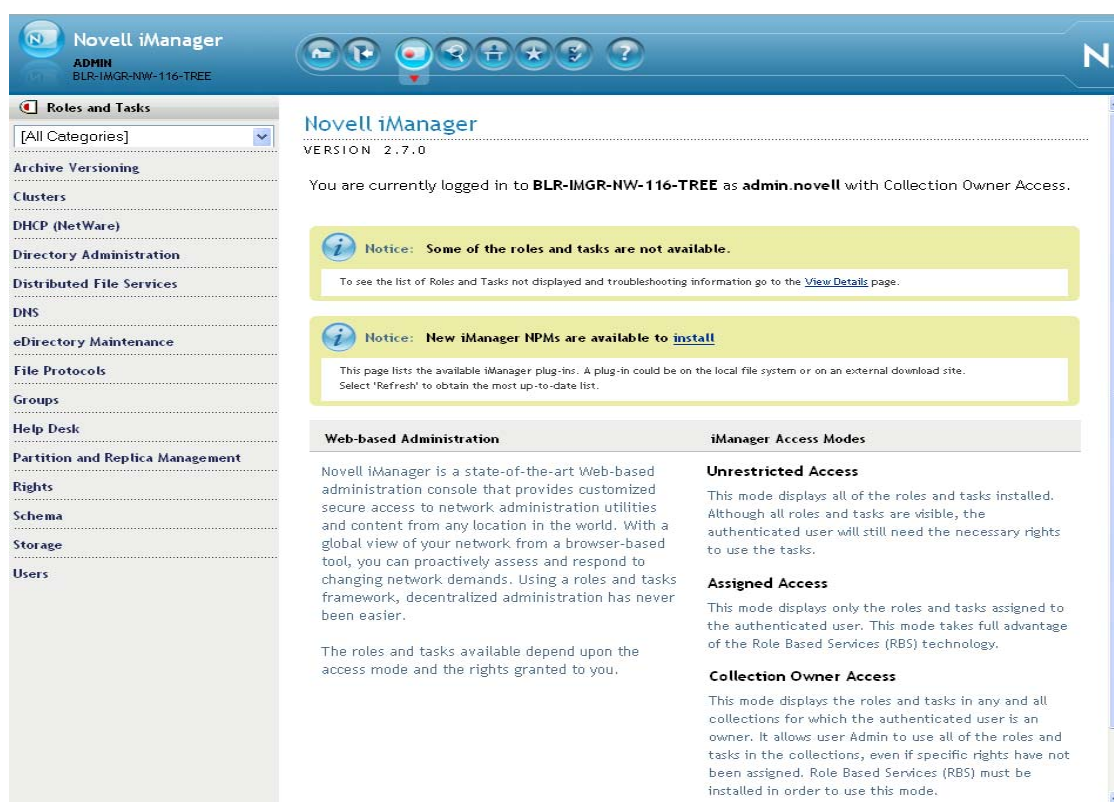 Novell iManager
ADMIN
BLR-IMGR-NW-116-TREE
N
Roles and Tasks
[All Categories]
Archive Versioning
Clusters
DHCP (NetWare)
Directory Administration
Distributed File Services
DNS
eDirectory Maintenance
File Protocols
Groups
Help Desk
Partition and Replica Management
Rights
Schema
Storage
Users
Novell iManager
VERSION 2.7.0
You are currently logged in to BLR-IMGR-NW-116-TREE as admin.novell with Collection Owner Access.
Notice: Some of the roles and tasks are not available.
To see the list of Roles and Tasks not displayed and troubleshooting information go to the View Details page.
Notice: New iManager NPMs are available to install
This page lists the available iManager plug-ins. A plug-in could be on the local file system or on an external download site.
Select 'Refresh' to obtain the most up-to-date list.
Web-based Administration
Novell iManager is a state-of-the-art Web-based
administration console that provides customized
secure access to network administration utilities
and content from any location in the world. With a
global view of your network from a browser-based
tool, you can proactively assess and respond to
changing network demands. Using a roles and tasks
framework, decentralized administration has never
been easier.
The roles and tasks available depend upon the
access mode and the rights granted to you.
iManager Access Modes
Unrestricted Access
This mode displays all of the roles and tasks installed.
Although all roles and tasks are visible, the
authenticated user will still need the necessary rights
to use the tasks.
Assigned Access
This mode displays only the roles and tasks assigned to
the authenticated user. This mode takes full advantage
of the Role Based Services (RBS) technology.
Collection Owner Access
This mode displays the roles and tasks in any and all
collections for which the authenticated user is an
owner. It allows user Admin to use all of the roles and
tasks in the collections, even if specific rights have not
been assigned. Role Based Services (RBS) must be
installed in order to use this mode.